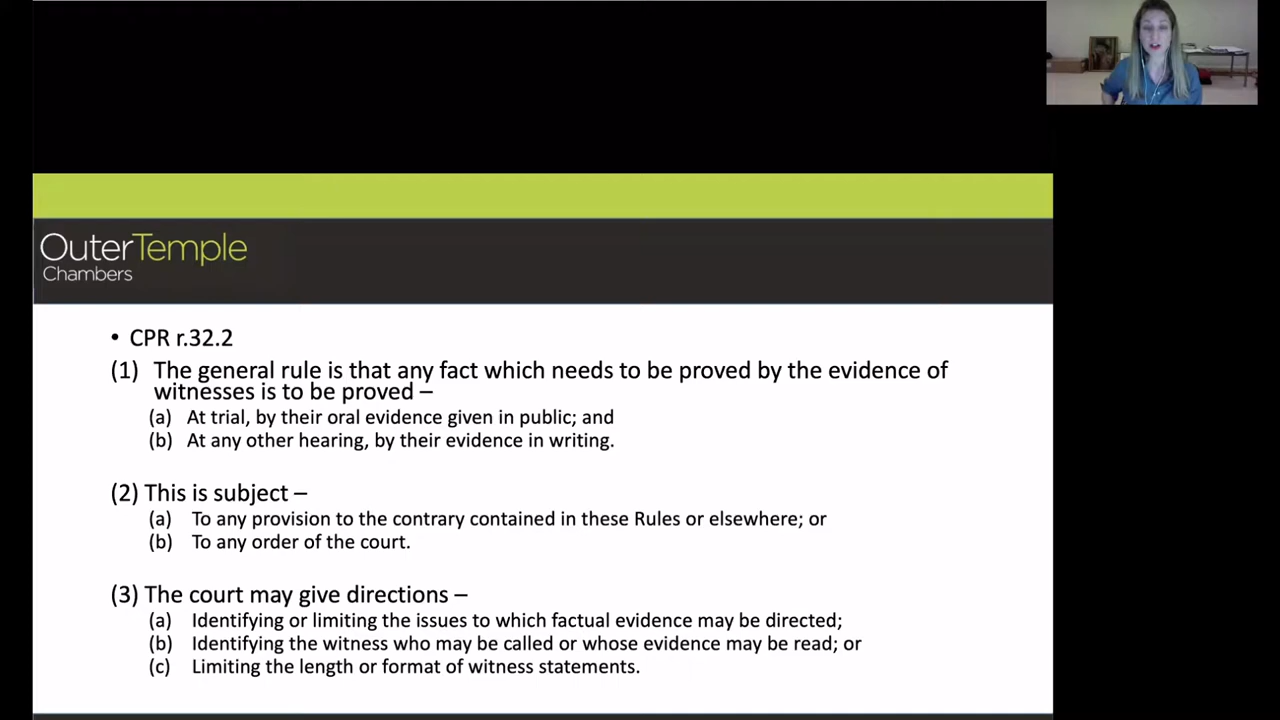 OuterTemple
Chambers
• CPR r.32.2
(1) The general rule is that any fact which needs to be proved by the evidence of
witnesses is to be proved –
(a) At trial, by their oral evidence given in public; and
(b) At any other hearing, by their evidence in writing.
(2) This is subject –
(a) To any provision to the contrary contained in these Rules or elsewhere; or
(b) To any order of the court.
(3) The court may give directions –
(a) Identifying or limiting the issues to which factual evidence may be directed;
(b) Identifying the witness who may be called or whose evidence may be read; or
(c) Limiting the length or format of witness statements.